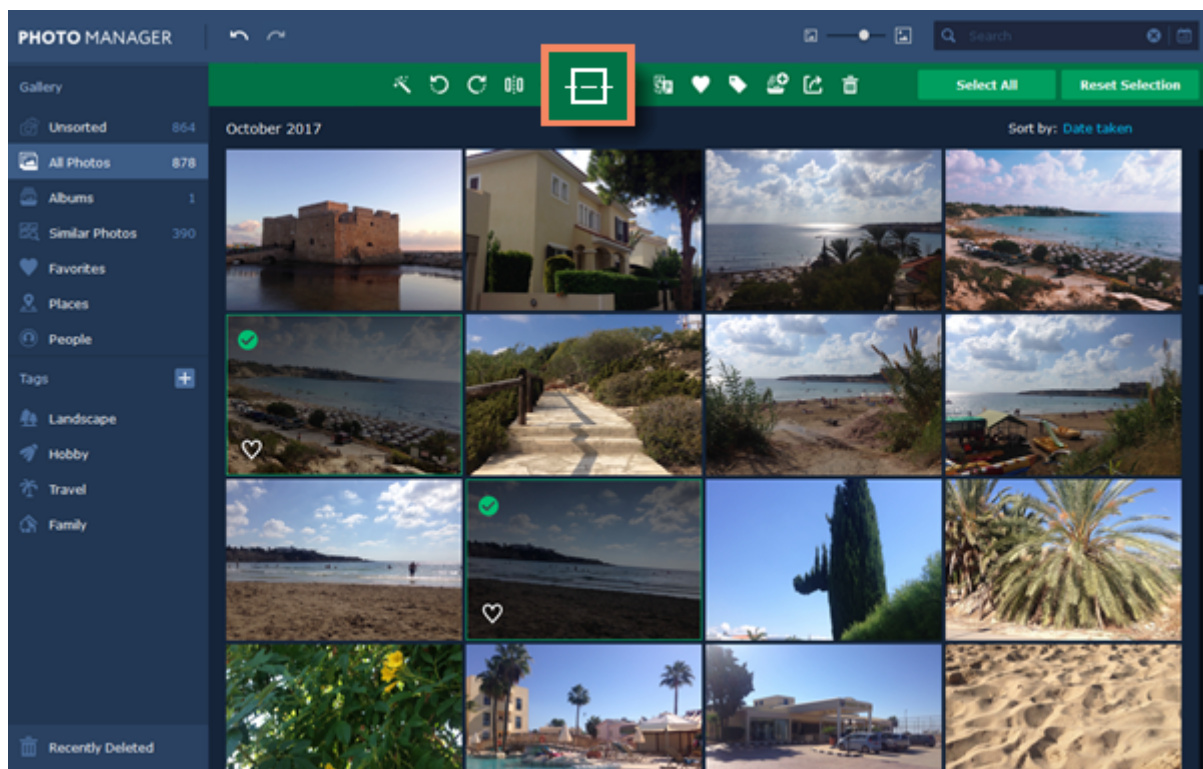 PHOTO MANAGER
Search
Gallery
Select All
Reset Selection
Unsorted 864
October 2017
Sort by: Date taken
All Photos 878
Albums 1
Similar Photos 390
Favorites
Places
People
Tags
Landscape
Hobby
Travel
Family
Recently Deleted